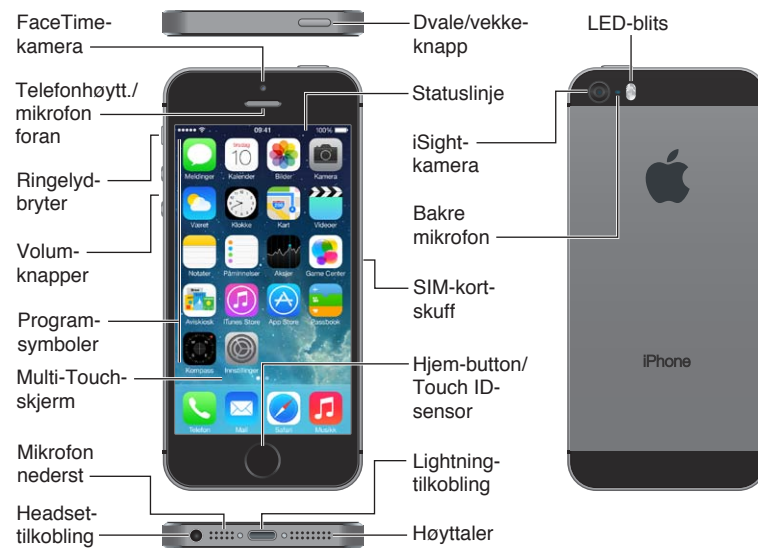 FaceTime-
kamera
Telefonhøytt./
mikrofon
foran
Ringelyd-
bryter
Volum-
knapper
Program-
symboler
Multi-Touch-
skjerm
Mikrofon
nederst
Headset-
tilkobling
09:41
100%
tirsdag
10
Meldinger
Kalender
Bilder
Kamera
Været
Klokke
Kart
Videoer
Notater
Påminnelser
Aksjer
Game Center
Aviskiosk
iTunes Store
App Store
Passbook
Kompass
Innstillinger
Telefon
Mail
Safari
Musikk
Dvale/vekke-
knapp
Statuslinje
SIM-kort-
skuff
Hjem-button/
Touch ID-
sensor
Lightning-
tilkobling
Høyttaler
LED-blits
iSight-
kamera
Bakre
mikrofon
iPhone